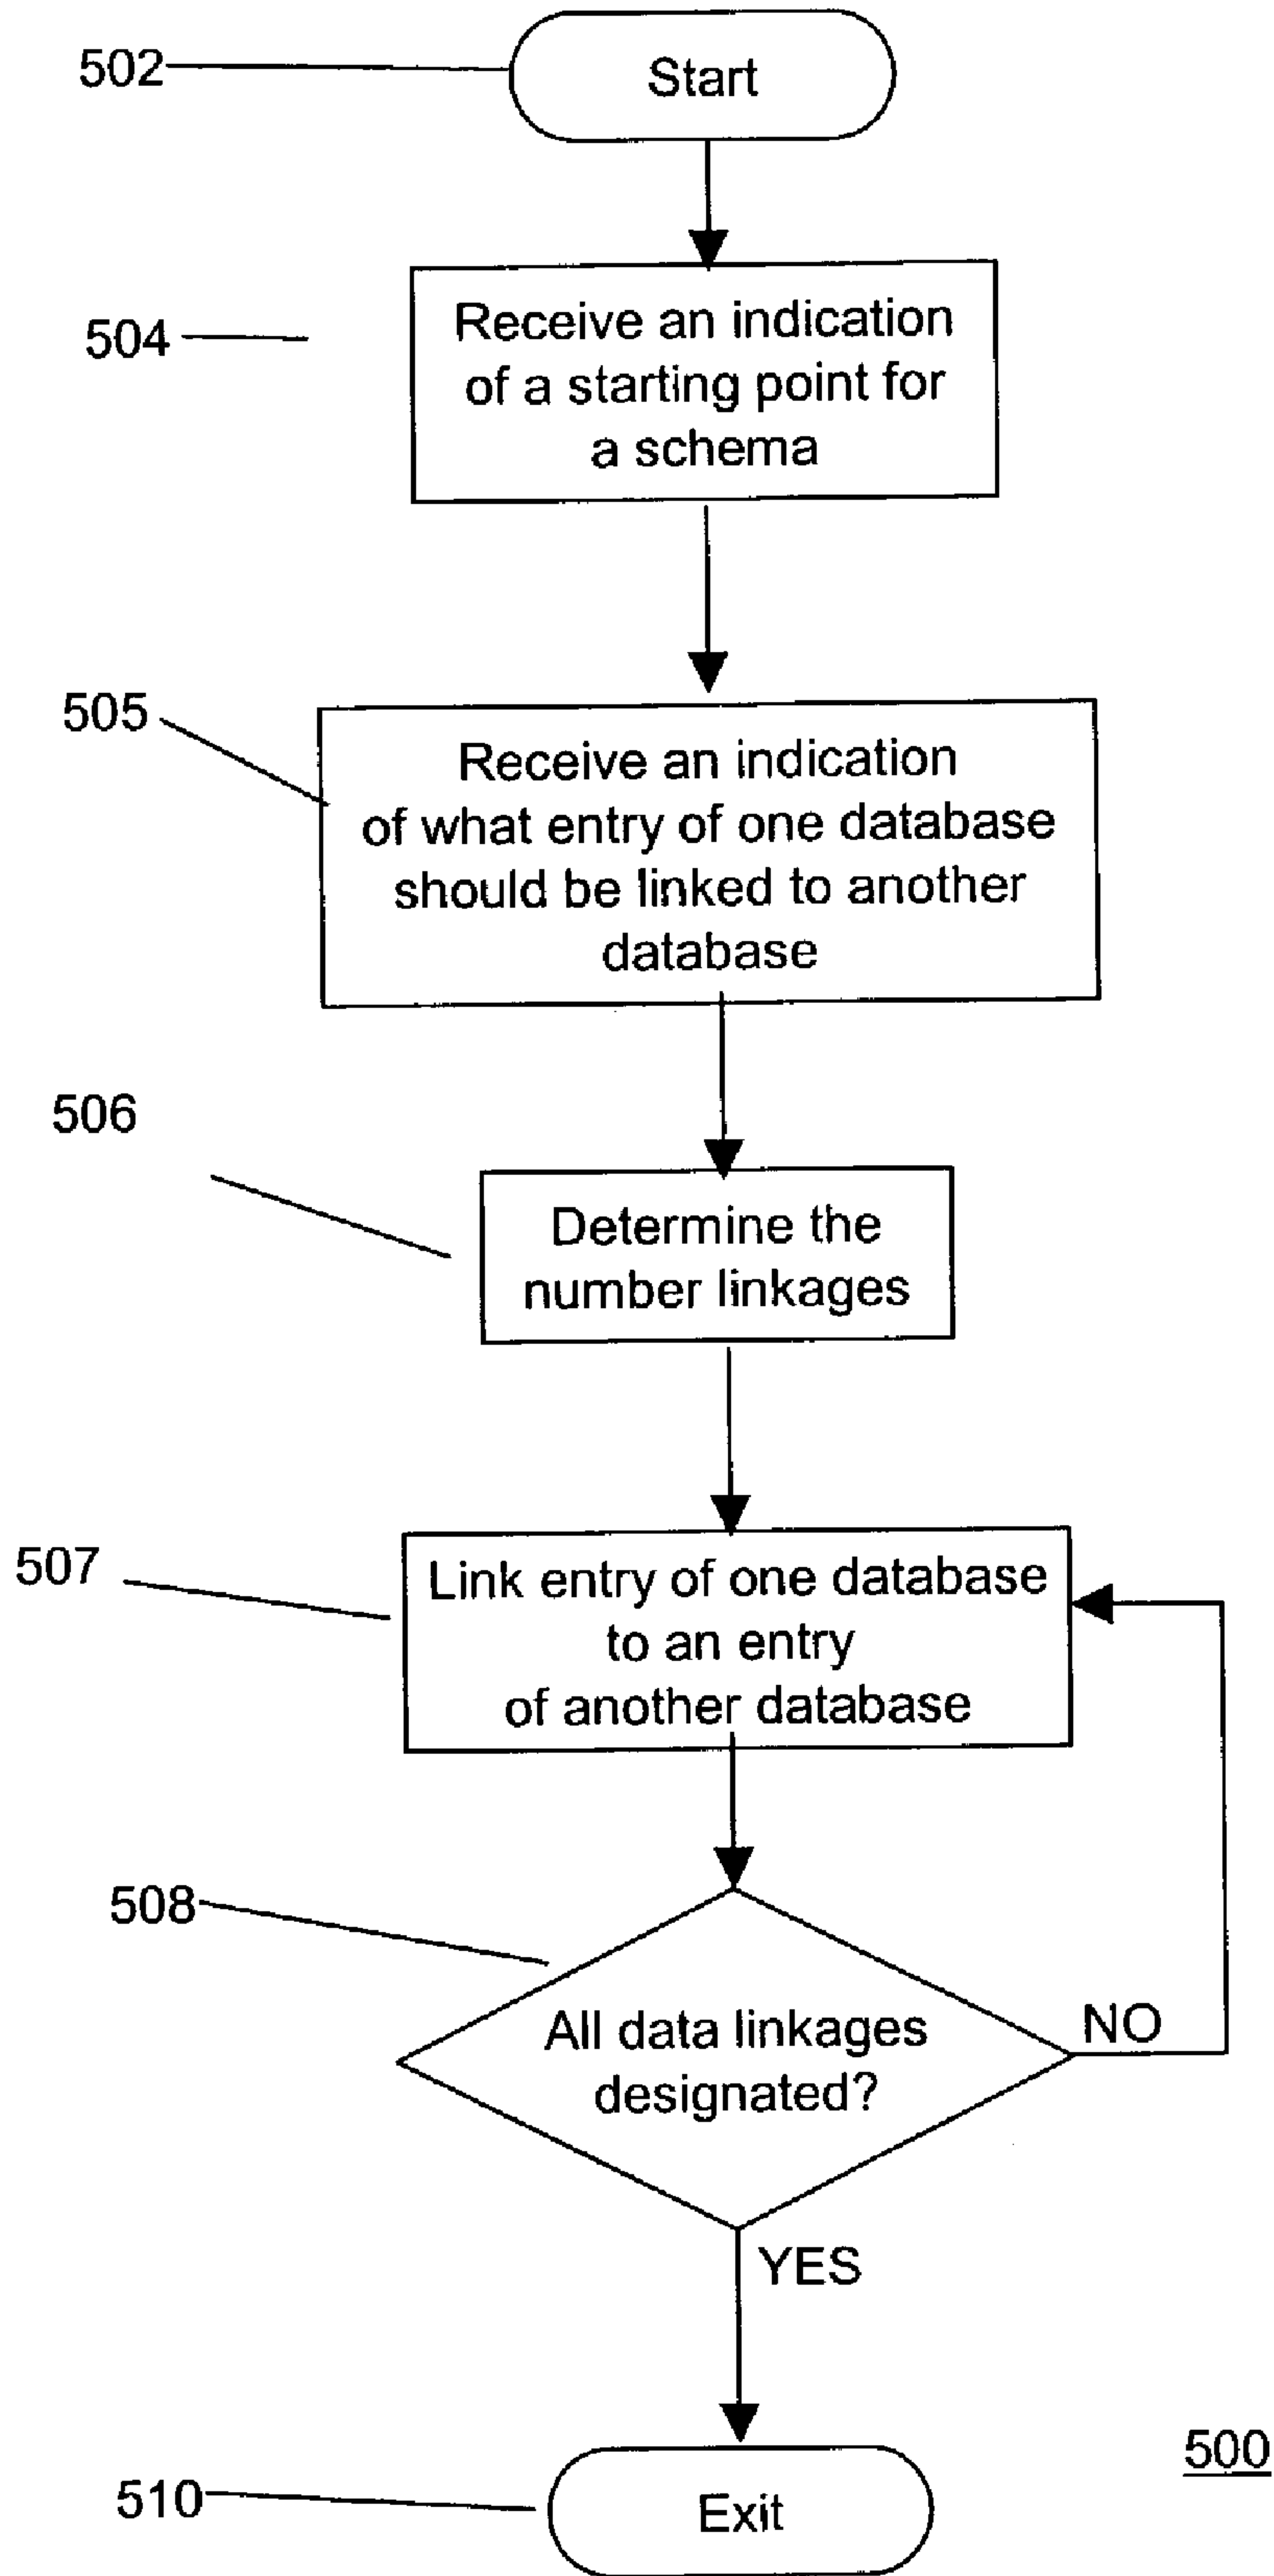 502
Start
504
Receive an indication
of a starting point for
a schema
505
Receive an indication
of what entry of one database
should be linked to another
database
506
Determine the
number linkages
507
Link entry of one database
to an entry
of another database
508
All data linkages
designated?
NO
YES
500
510
Exit